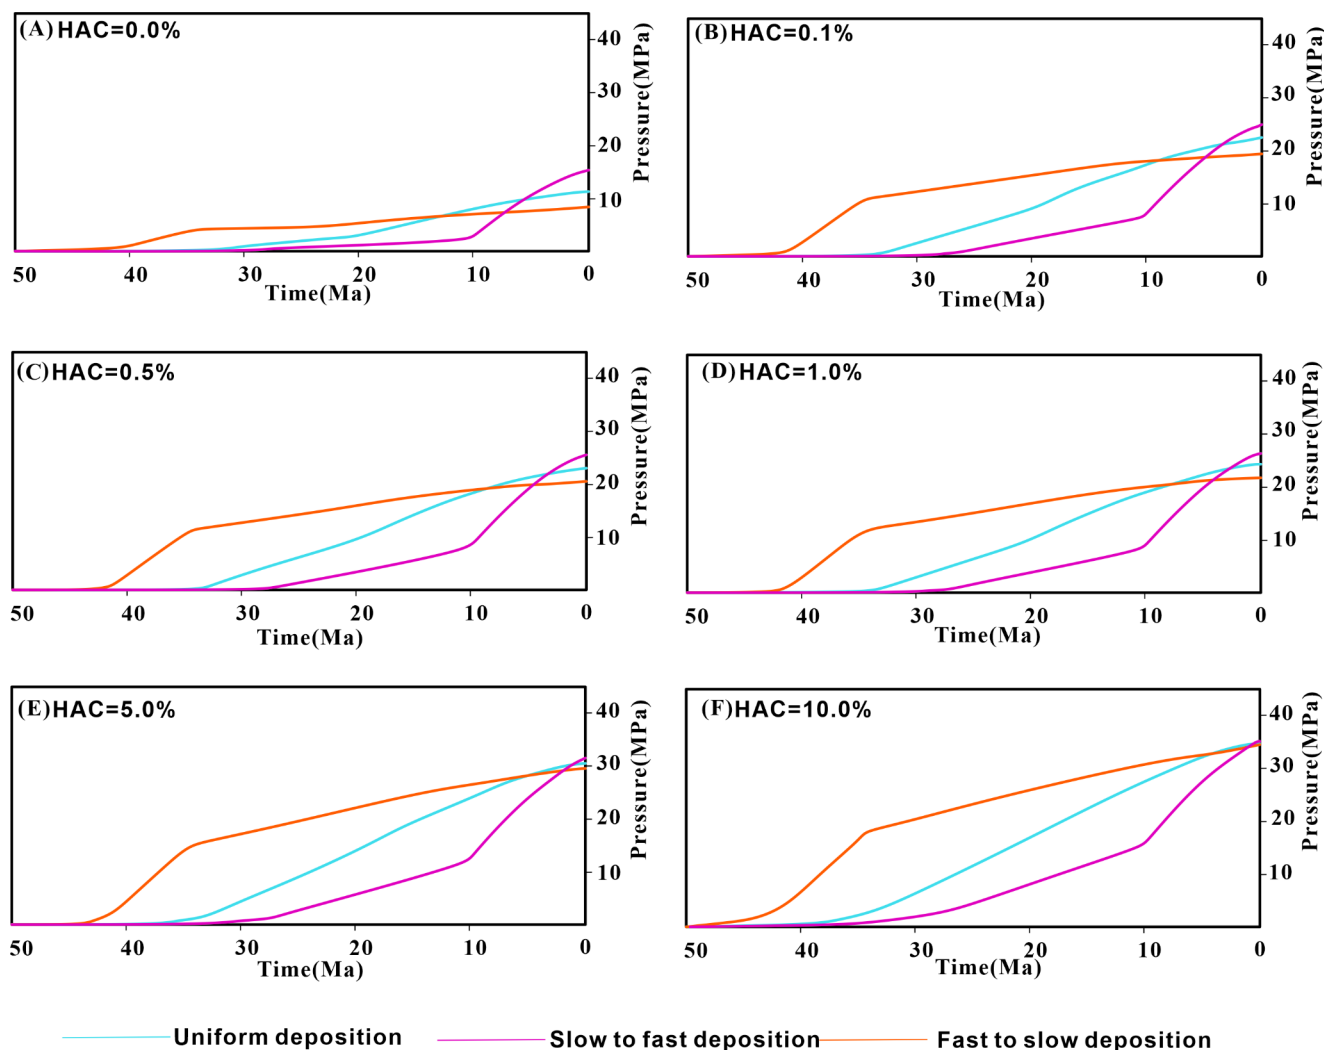 (A) HAC=0.0%
40
30
20
10
Pressure(MPa)
50 40 30 20 10 0
Time(Ma)
(B) HAC=0.1%
40
30
20
10
Pressure(MPa)
50 40 30 20 10 0
Time(Ma)
(C) HAC=0.5%
40
30
20
10
Pressure(MPa)
50 40 30 20 10 0
Time(Ma)
(D) HAC=1.0%
40
30
20
10
Pressure(MPa)
50 40 30 20 10 0
Time(Ma)
(E) HAC=5.0%
40
30
20
10
Pressure(MPa)
50 40 30 20 10 0
Time(Ma)
(F) HAC=10.0%
40
30
20
10
Pressure(MPa)
50 40 30 20 10 0
Time(Ma)
Uniform deposition Slow to fast deposition Fast to slow deposition